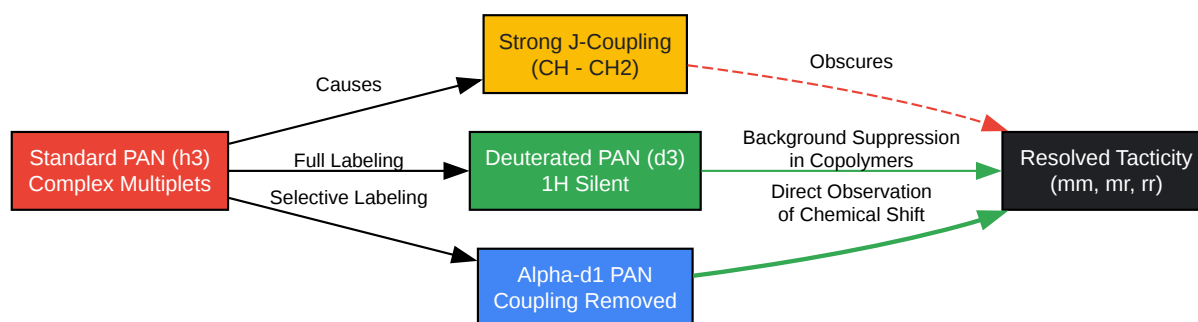 Strong J-Coupling
(CH - CH2)
Causes
Obscures
Standard PAN (h3)
Complex Multiplets
Full Labeling
Selective Labeling
Deuterated PAN (d3)
1H Silent
Background Suppression
in Copolymers
Direct Observation
of Chemical Shift
Resolved Tacticity
(mm, mr, rr)
Alpha-d1 PAN
Coupling Removed